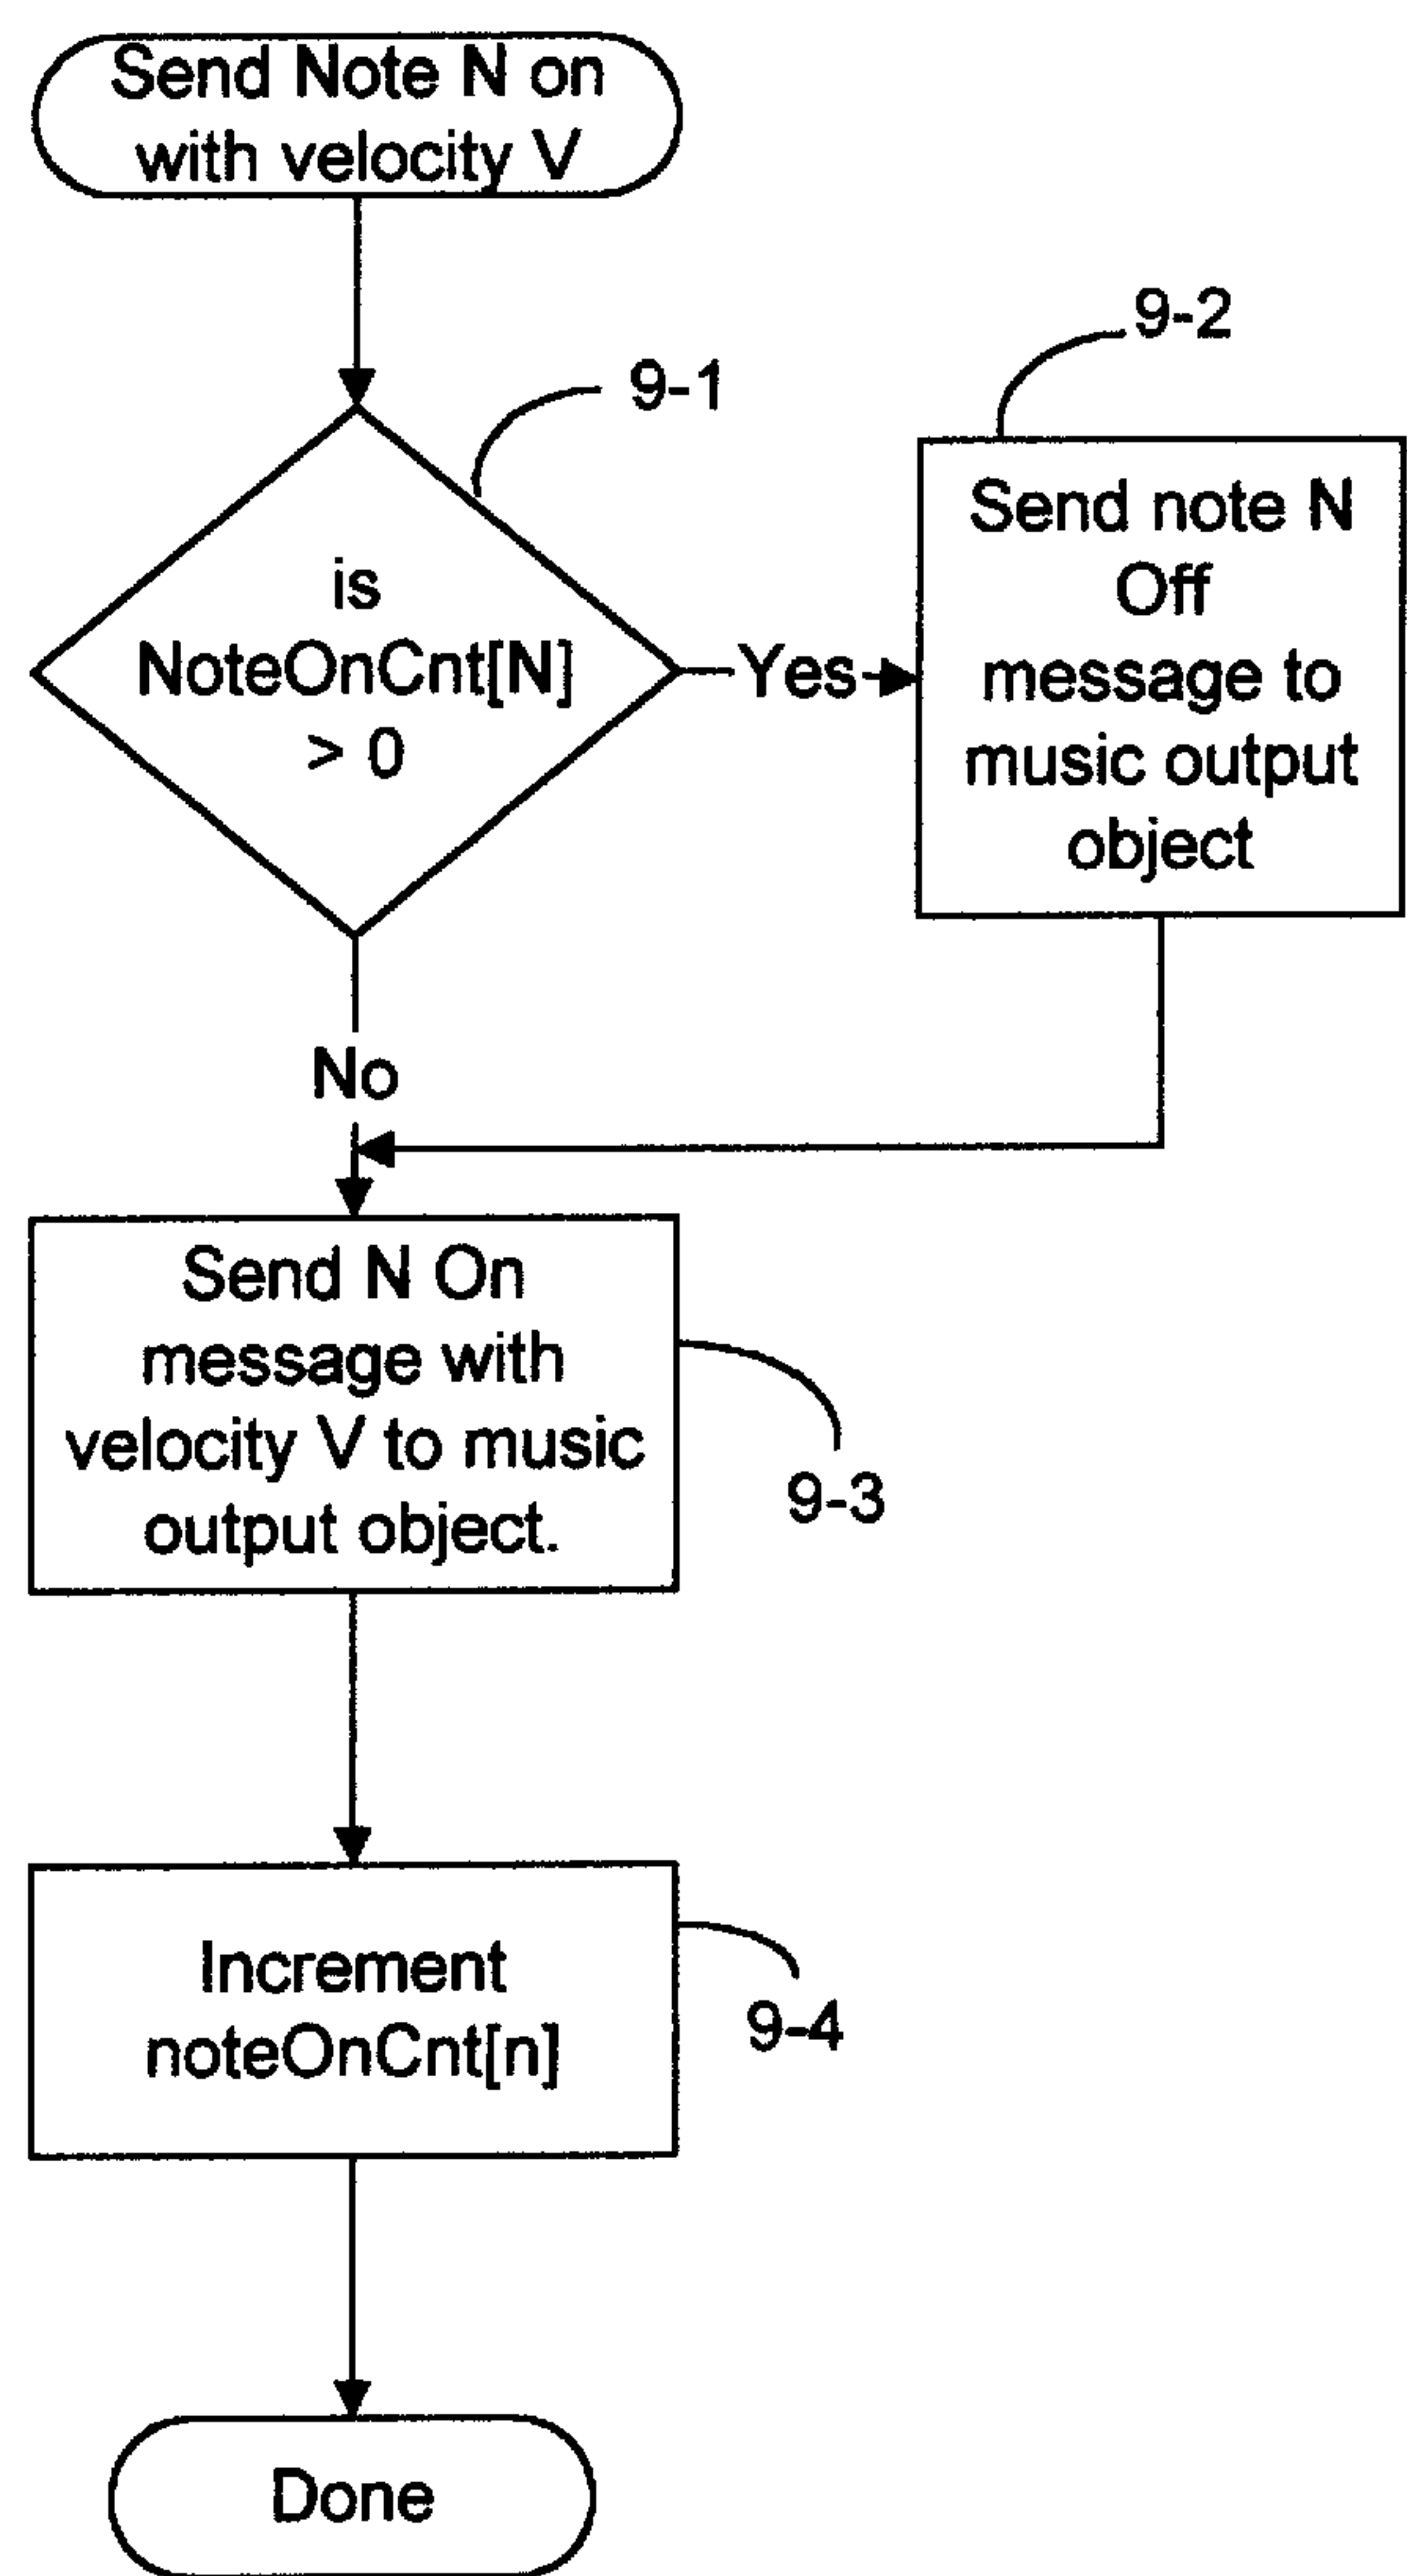 Send Note N on
with velocity V
9-1
9-2
is
NoteOnCnt[N]
> 0
Yes
Send note N
Off
message to
music output
object
No
Send N On
message with
velocity V to music
output object.
9-3
Increment
noteOnCnt[n]
9-4
Done